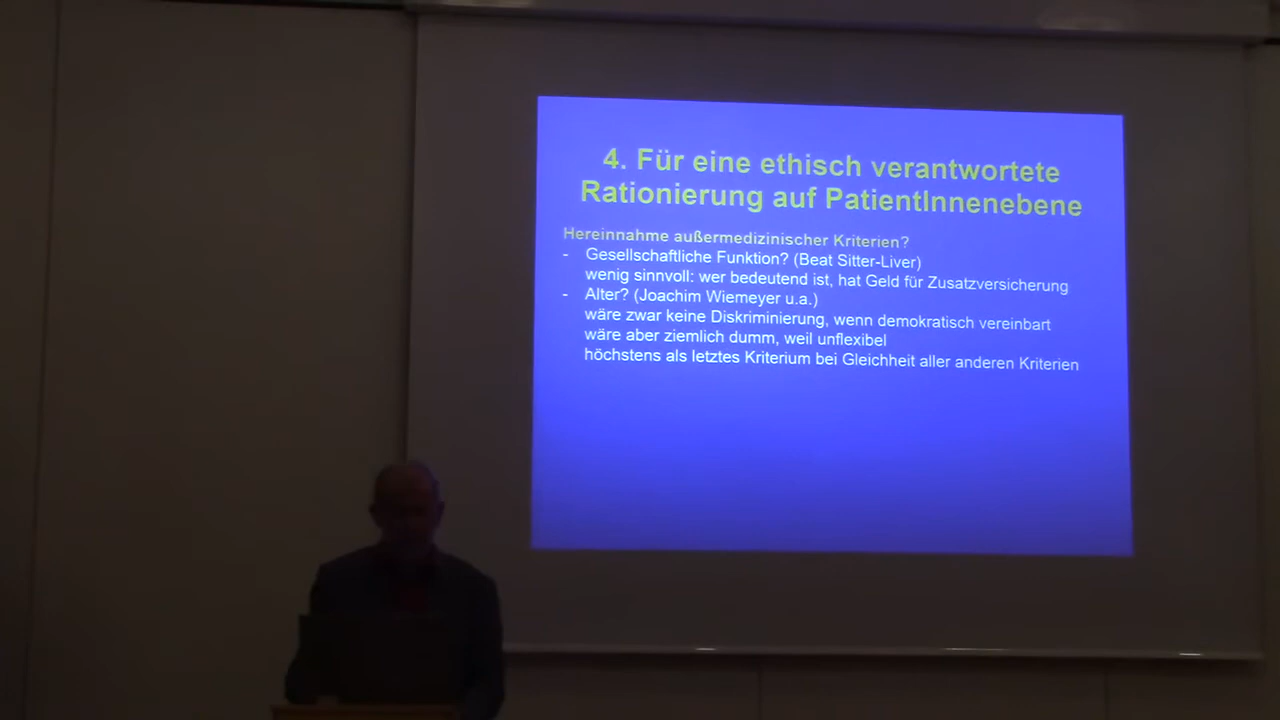 4. Für eine ethisch verantwortete
Rationierung auf PatientInnenebene
Hereinnahme außermedizinischer Kriterien?
- Gesellschaftliche Funktion? (Beat Sitter-Liver)
wenig sinnvoll: wer bedeutend ist, hat Geld für Zusatzversicherung
- Alter? (Joachim Wiemeyer u.a.)
wäre zwar keine Diskriminierung, wenn demokratisch vereinbart
wäre aber ziemlich dumm, weil unflexibel
höchstens als letztes Kriterium bei Gleichheit aller anderen Kriterien